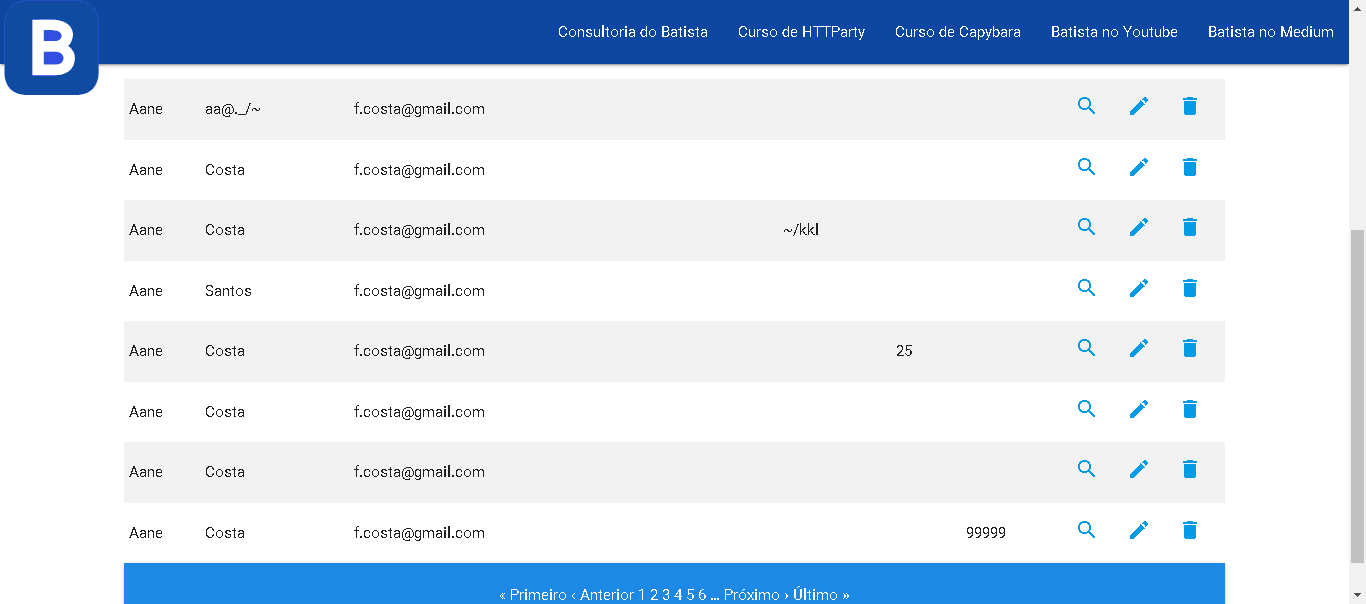 B
Consultoria do Batista Curso de HTTParty Curso de Capybara Batista no Youtube Batista no Medium
Aane aa@._/~ f.costa@gmail.com
Aane Costa f.costa@gmail.com
Aane Costa f.costa@gmail.com ~/kkl
Aane Santos f.costa@gmail.com
Aane Costa f.costa@gmail.com 25
Aane Costa f.costa@gmail.com
Aane Costa f.costa@gmail.com
Aane Costa f.costa@gmail.com 99999
« Primeiro ‹ Anterior 1 2 3 4 5 6 … Próximo › Último »